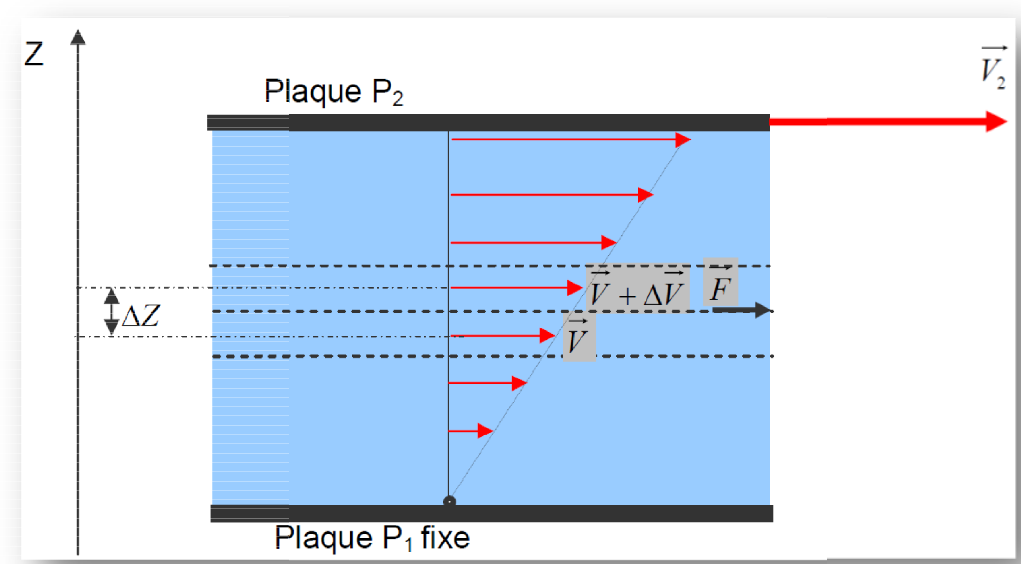 Z
V₂
Plaque P₂
V + ΔV
F
ΔZ
V
Plaque P₁ fixe